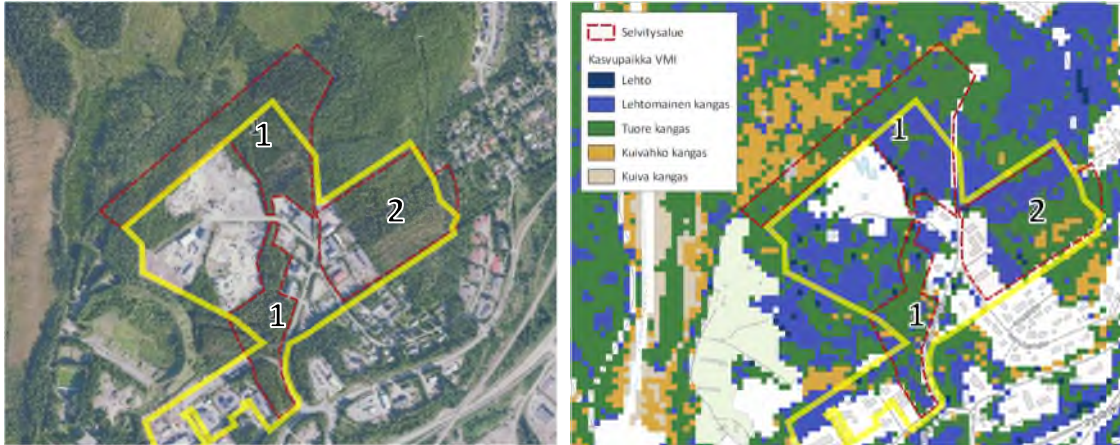 1
2
1
Selvitysalue
Kasvupaikka VMI
Lehto
Lehtomainen kangas
Tuore kangas
Kuivahko kangas
Kuiva kangas
1
2
1